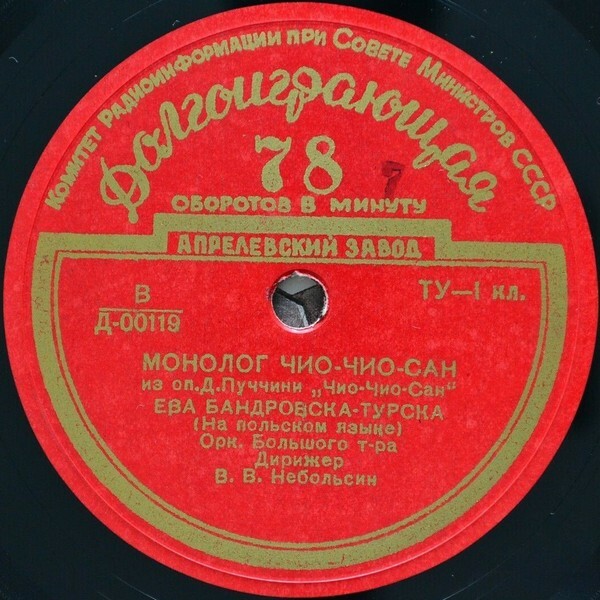 Комитет Радиоинформации при Совете Министров СССР
Долгоиграющая
78
7
ОБОРОТОВ В МИНУТУ
АПРЕЛЕВСКИЙ ЗАВОД
В
Д-00119
ТУ—I кл.
МОНОЛОГ ЧИО-ЧИО-САН
из оп.Д.Пуччини „Чио-Чио-Сан“
ЕВА БАНДРОВСКА-ТУРСКА
(На польском языке)
Орк. Большого т-ра
Дирижер
В. В. Небольсин